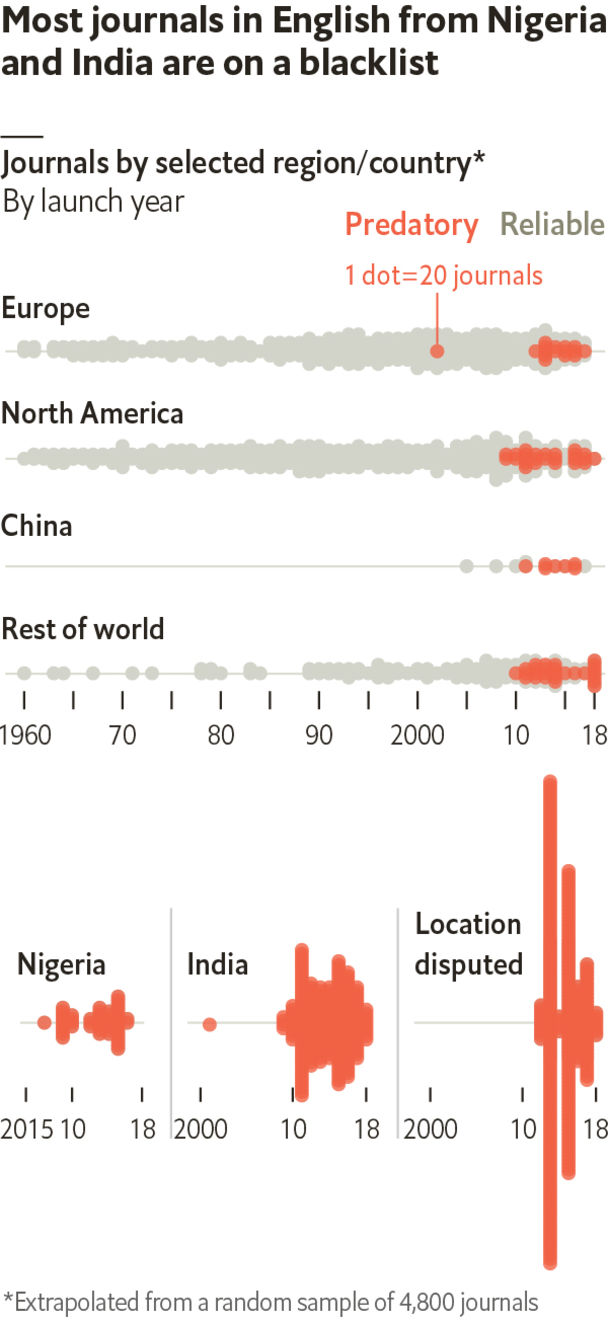 Most journals in English from Nigeria
and India are on a blacklist
Journals by selected region/country*
By launch year
Predatory Reliable
1 dot=20 journals
Europe
North America
China
Rest of world
1960 70 80 90 2000 10 18
Location
Nigeria India disputed
2015 10 18 2000 10 18 2000 10 18
*Extrapolated from a random sample of 4,800 journals